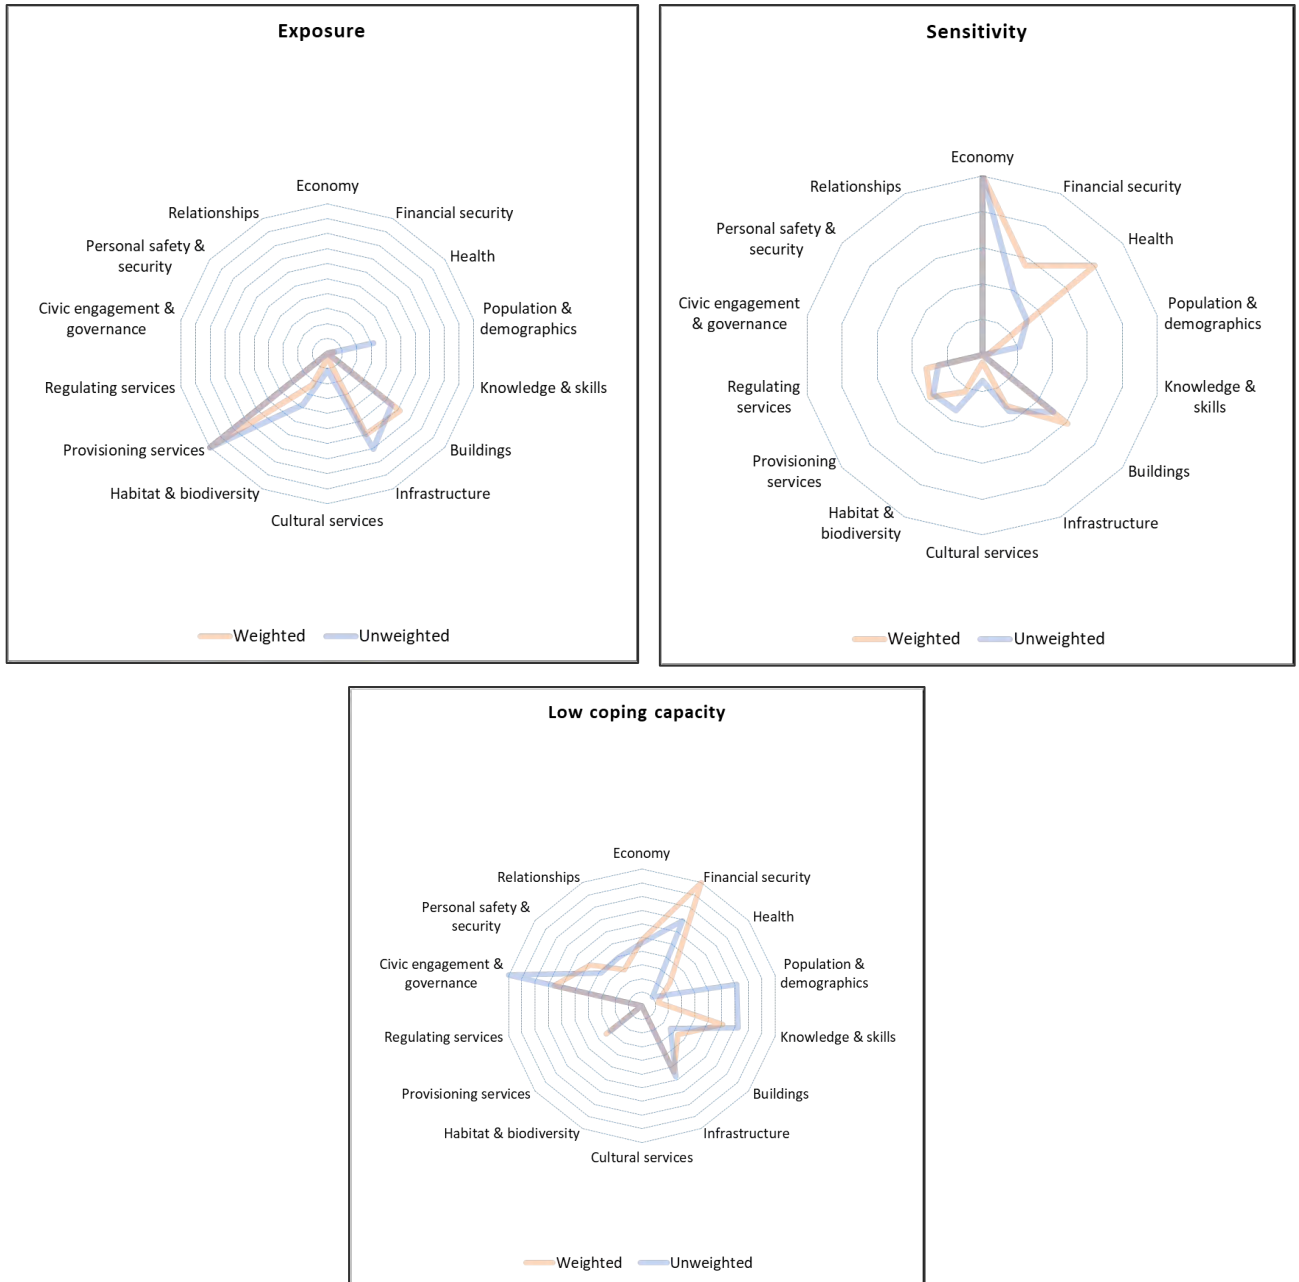 Exposure
Economy
Relationships
Financial security
Personal safety &
security
Health
Civic engagement &
governance
Population &
demographics
Regulating services
Knowledge & skills
Provisioning services
Buildings
Habitat & biodiversity
Infrastructure
Cultural services
Weighted
Unweighted
Sensitivity
Economy
Relationships
Financial security
Personal safety &
security
Health
Civic engagement
& governance
Population &
demographics
Regulating
services
Knowledge &
skills
Provisioning
services
Buildings
Habitat &
biodiversity
Infrastructure
Cultural services
Weighted
Unweighted
Low coping capacity
Economy
Relationships
Financial security
Personal safety &
security
Health
Civic engagement &
governance
Population &
demographics
Regulating services
Knowledge & skills
Provisioning services
Buildings
Habitat & biodiversity
Infrastructure
Cultural services
Weighted
Unweighted